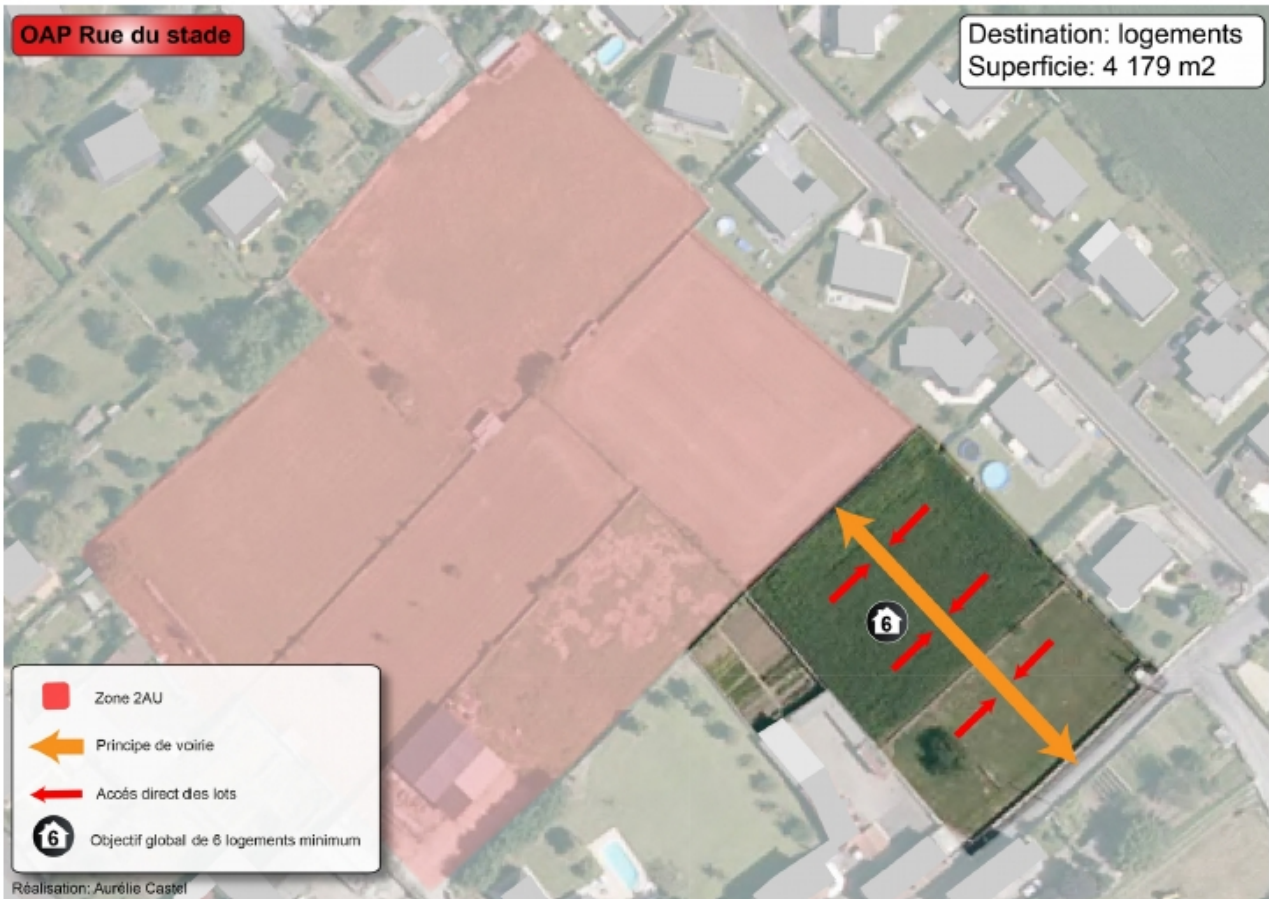 OAP Rue du stade
Destination: logements
Superficie: 4 179 m2
6
Zone 2AU
Principe de voirie
Accés direct des lots
6
Objectif global de 6 logements minimum
Réalisation: Aurélie Castel